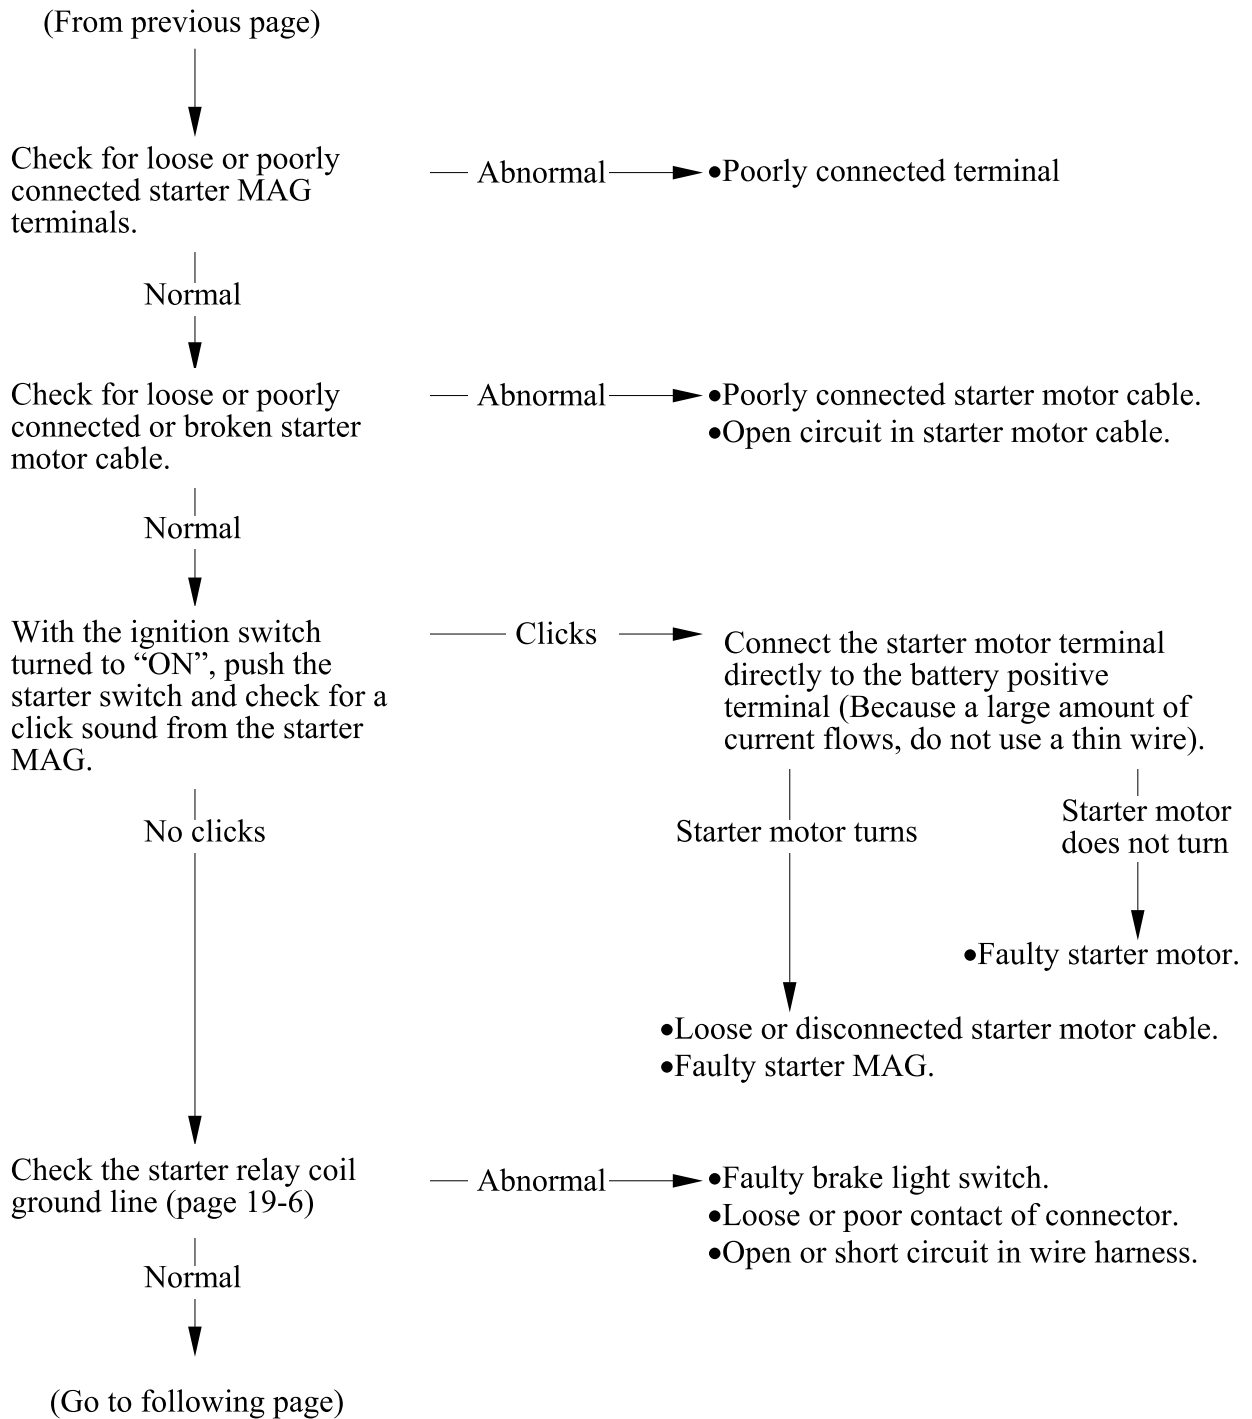 (From previous page)
Check for loose or poorly
connected starter MAG
terminals.
Abnormal
●Poorly connected terminal
Normal
Check for loose or poorly
connected or broken starter
motor cable.
Abnormal
●Poorly connected starter motor cable.
●Open circuit in starter motor cable.
Normal
With the ignition switch
turned to “ON”, push the
starter switch and check for a
click sound from the starter
MAG.
Clicks
Connect the starter motor terminal
directly to the battery positive
terminal (Because a large amount of
current flows, do not use a thin wire).
No clicks
Starter motor turns
Starter motor
does not turn
●Faulty starter motor.
●Loose or disconnected starter motor cable.
●Faulty starter MAG.
Check the starter relay coil
ground line (page 19-6)
Abnormal
●Faulty brake light switch.
●Loose or poor contact of connector.
●Open or short circuit in wire harness.
Normal
(Go to following page)